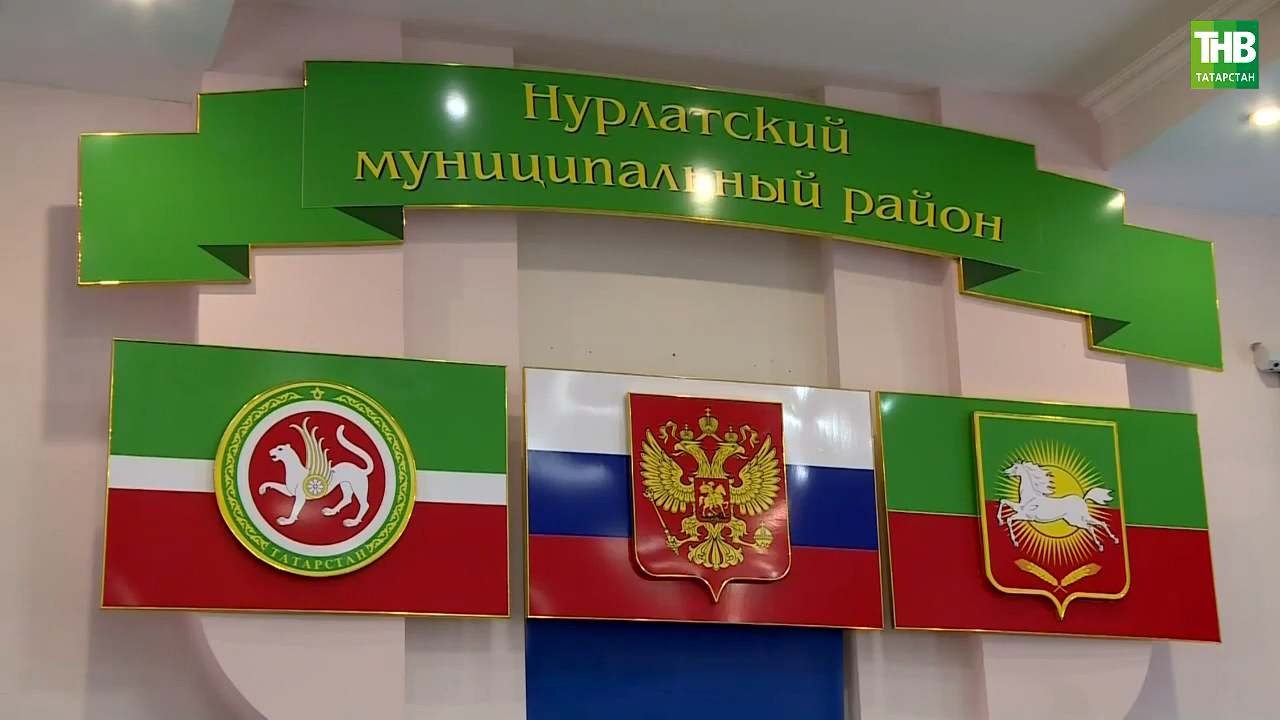 ТНВ
ТАТАРСТАН
Нурлатский
муниципальный район
ТАТАРСТАН